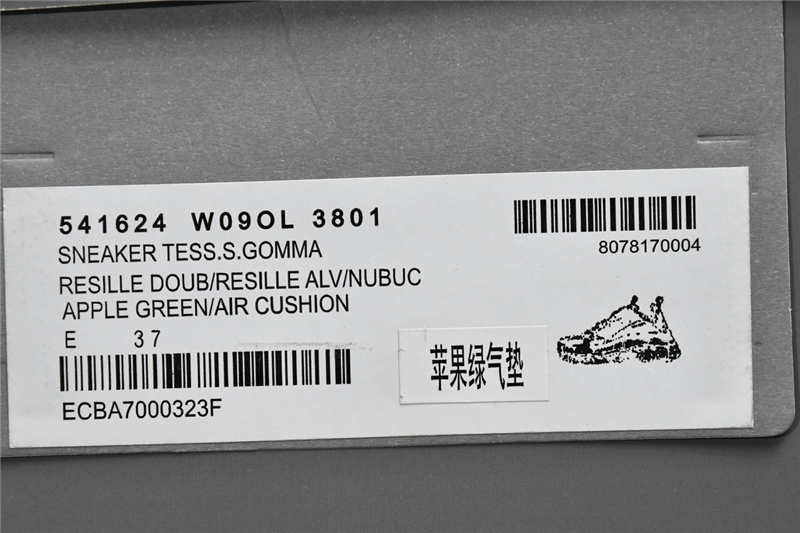 541624 W09OL 3801
SNEAKER TESS.S.GOMMA
RESILLE DOUB/RESILLE ALV/NUBUC
APPLE GREEN/AIR CUSHION
E 37
ECBA7000323F
8078170004
苹果绿气垫